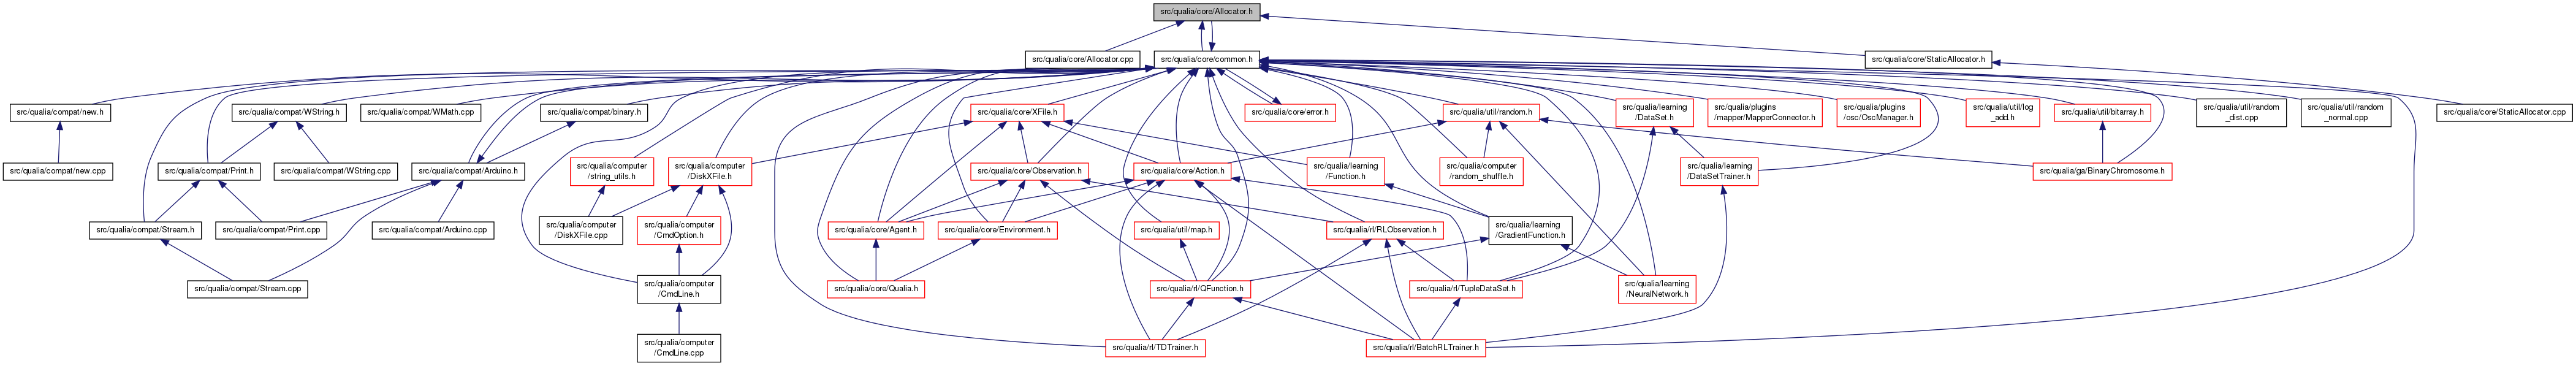 src/qualia/core/Allocator.h
src/qualia/core/Allocator.cpp
src/qualia/core/common.h
src/qualia/core/StaticAllocator.h
src/qualia/compat/new.h
src/qualia/compat/WString.h
src/qualia/compat/WMath.cpp
src/qualia/compat/binary.h
src/qualia/core/XFile.h
src/qualia/core/error.h
src/qualia/util/random.h
src/qualia/learning
/DataSet.h
src/qualia/plugins
/mapper/MapperConnector.h
src/qualia/plugins
/osc/OscManager.h
src/qualia/util/log
_add.h
src/qualia/util/bitarray.h
src/qualia/util/random
_dist.cpp
src/qualia/util/random
_normal.cpp
src/qualia/core/StaticAllocator.cpp
src/qualia/compat/new.cpp
src/qualia/compat/Print.h
src/qualia/compat/WString.cpp
src/qualia/compat/Arduino.h
src/qualia/computer
/string_utils.h
src/qualia/computer
/DiskXFile.h
src/qualia/core/Observation.h
src/qualia/core/Action.h
src/qualia/learning
/Function.h
src/qualia/computer
/random_shuffle.h
src/qualia/learning
/DataSetTrainer.h
src/qualia/ga/BinaryChromosome.h
src/qualia/compat/Stream.h
src/qualia/compat/Print.cpp
src/qualia/compat/Arduino.cpp
src/qualia/computer
/DiskXFile.cpp
src/qualia/computer
/CmdOption.h
src/qualia/core/Agent.h
src/qualia/core/Environment.h
src/qualia/util/map.h
src/qualia/rl/RLObservation.h
src/qualia/learning
/GradientFunction.h
src/qualia/compat/Stream.cpp
src/qualia/computer
/CmdLine.h
src/qualia/core/Qualia.h
src/qualia/rl/QFunction.h
src/qualia/rl/TupleDataSet.h
src/qualia/learning
/NeuralNetwork.h
src/qualia/computer
/CmdLine.cpp
src/qualia/rl/TDTrainer.h
src/qualia/rl/BatchRLTrainer.h